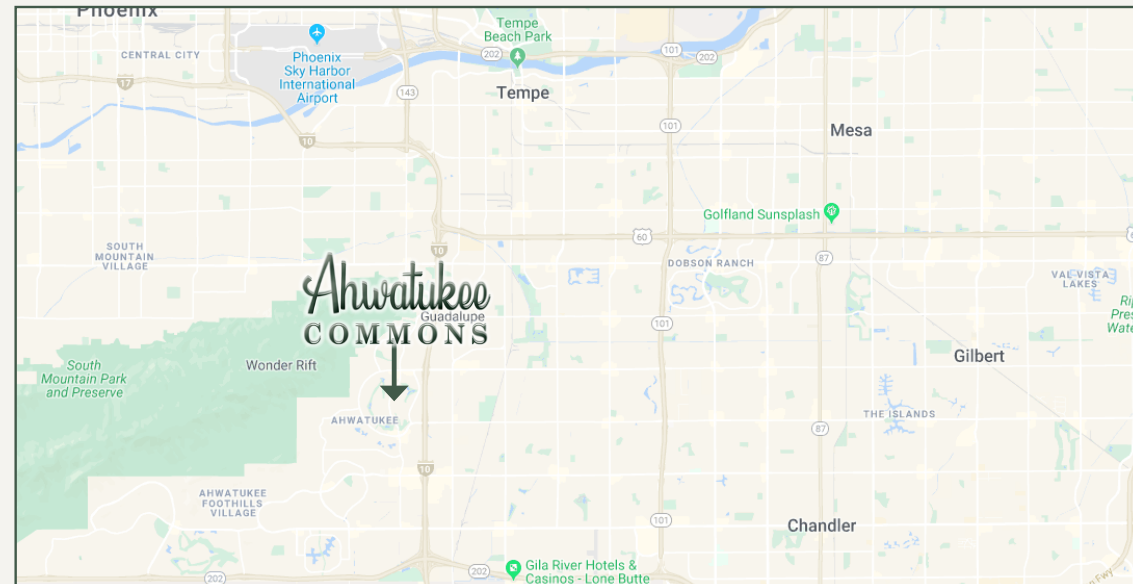 Phoenix
Tempe
Beach Park
CENTRAL CITY
202
101
202
Phoenix
Sky Harbor
International
Airport
17
143
Tempe
101
Mesa
10
Golfland Sunsplash
60
10
SOUTH
MOUNTAIN
VILLAGE
87
DOBSON RANCH
VAL VISTA
LAKES
Ahwatukee
COMMONS
Guadalupe
101
Gilbert
South
Mountain Park
and Preserve
Wonder Rift
THE ISLANDS
AHWATUKEE
87
10
AHWATUKEE
FOOTHILLS
VILLAGE
101
Chandler
202
202
Gila River Hotels &
Casinos - Lone Butte